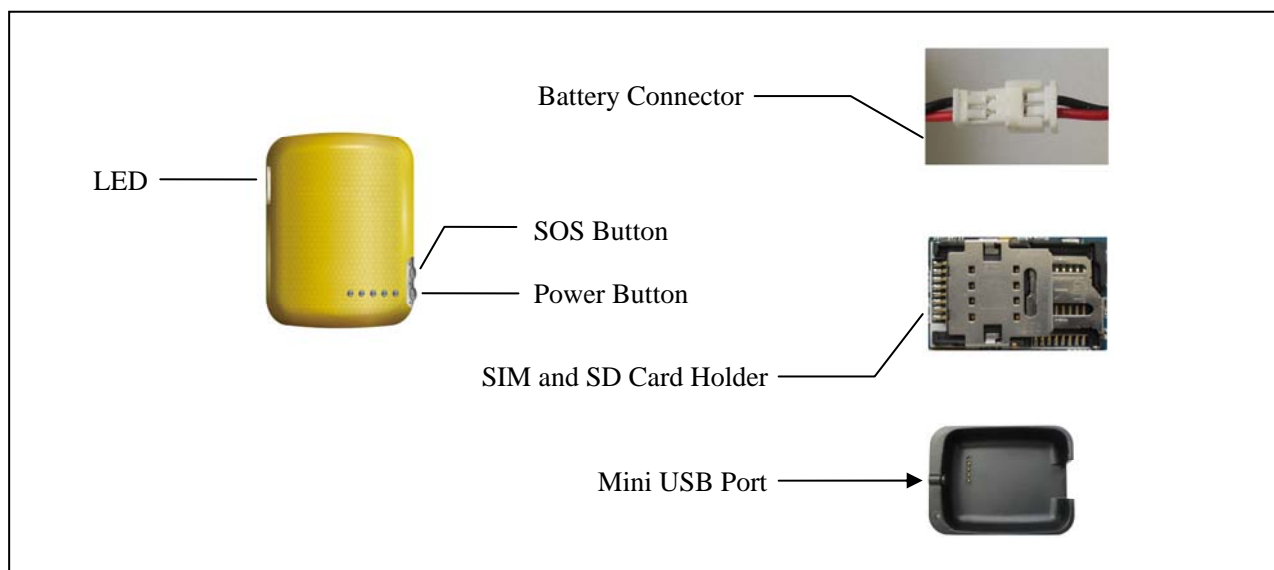 Battery Connector
LED
SOS Button
Power Button
SIM and SD Card Holder
Mini USB Port